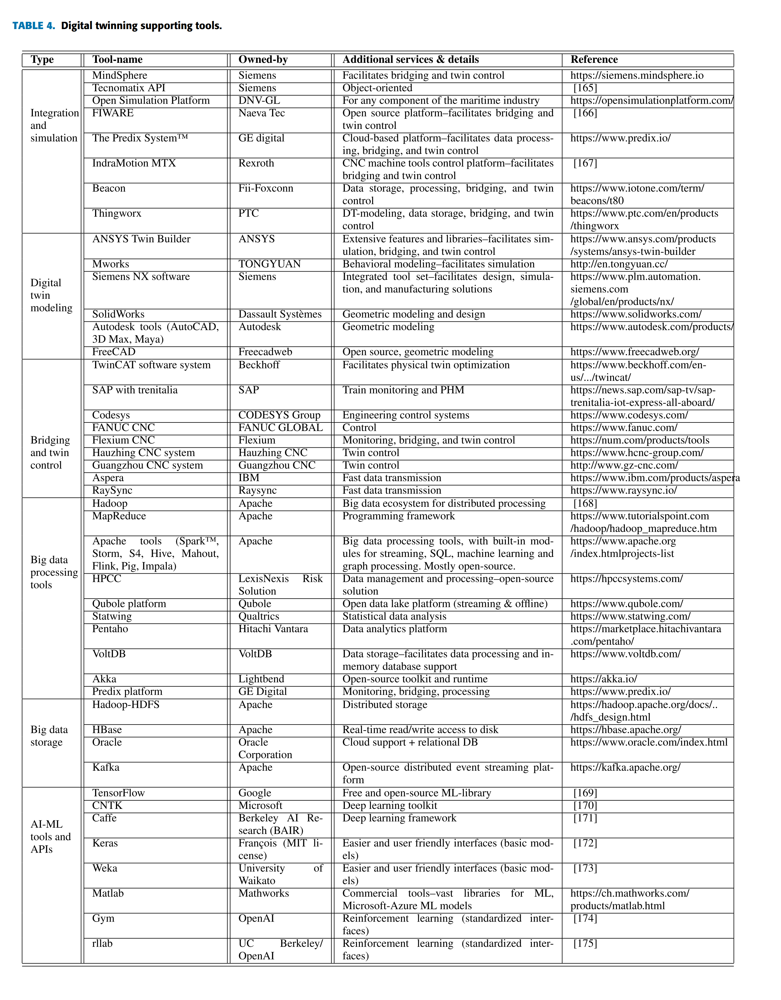 TABLE 4. Digital twinning supporting tools.
Type Tool-name Owned-by Additional services & details Reference
Integration
and
simulation
MindSphere Siemens Facilitates bridging and twin control https://siemens.mindsphere.io
Tecnomatix API Siemens Object-oriented [165]
Open Simulation Platform DNV-GL For any component of the maritime industry https://opensimulationplatform.com/
FIWARE Naeva Tec Open source platform–facilitates bridging and [166]
twin control
The Predix System™ GE digital Cloud-based platform–facilitates data process- https://www.predix.io/
ing, bridging, and twin control
IndraMotion MTX Rexroth CNC machine tools control platform–facilitates [167]
bridging and twin control
Beacon Fii-Foxconn Data storage, processing, bridging, and twin https://www.iotone.com/term/
control beacons/t80
Thingworx PTC DT-modeling, data storage, bridging, and twin https://www.ptc.com/en/products
control /thingworx
Digital
twin
modeling
ANSYS Twin Builder ANSYS Extensive features and libraries–facilitates sim- https://www.ansys.com/products
ulation, bridging, and twin control /systems/ansys-twin-builder
Mworks TONGYUAN Behavioral modeling–facilitates simulation http://en.tongyuan.cc/
Siemens NX software Siemens Integrated tool set–facilitates design, simula- https://www.plm.automation.
tion, and manufacturing solutions siemens.com
/global/en/products/nx/
SolidWorks Dassault Systèmes Geometric modeling and design https://www.solidworks.com/
Autodesk tools (AutoCAD, Autodesk Geometric modeling https://www.autodesk.com/products/
3D Max, Maya)
FreeCAD Freecadweb Open source, geometric modeling https://www.freecadweb.org/
Bridging
and twin
control
TwinCAT software system Beckhoff Facilitates physical twin optimization https://www.beckhoff.com/en-
us/.../twincat/
SAP with trenitalia SAP Train monitoring and PHM https://news.sap.com/sap-tv/sap-
trenitalia-iot-express-all-aboard/
Codesys CODESYS Group Engineering control systems https://www.codesys.com/
FANUC CNC FANUC GLOBAL Control https://www.fanuc.com/
Flexium CNC Flexium Monitoring, bridging, and twin control https://num.com/products/tools
Hauzhing CNC system Hauzhing CNC Twin control https://www.hcnc-group.com/
Guangzhou CNC system Guangzhou CNC Twin control http://www.gz-cnc.com/
Aspera IBM Fast data transmission https://www.ibm.com/products/aspera
RaySync Raysync Fast data transmission https://www.raysync.io/
Big data
processing
tools
Hadoop Apache Big data ecosystem for distributed processing [168]
MapReduce Apache Programming framework https://www.tutorialspoint.com
/hadoop/hadoop_mapreduce.htm
Apache tools (Spark™, Apache Big data processing tools, with built-in mod- https://www.apache.org
Storm, S4, Hive, Mahout, ules for streaming, SQL, machine learning and /index.htmlprojects-list
Flink, Pig, Impala) graph processing. Mostly open-source.
HPCC LexisNexis Risk Data management and processing–open-source https://hpccsystems.com/
Solution solution
Qubole platform Qubole Open data lake platform (streaming & offline) https://www.qubole.com/
Statwing Qualtrics Statistical data analysis https://www.statwing.com/
Pentaho Hitachi Vantara Data analytics platform https://marketplace.hitachivantara
.com/pentaho/
VoltDB VoltDB Data storage–facilitates data processing and in- https://www.voltdb.com/
memory database support
Akka Lightbend Open-source toolkit and runtime https://akka.io/
Predix platform GE Digital Monitoring, bridging, processing https://www.predix.io/
Big data
storage
Hadoop-HDFS Apache Distributed storage https://hadoop.apache.org/docs/..
/hdfs_design.html
HBase Apache Real-time read/write access to disk https://hbase.apache.org/
Oracle Oracle Cloud support + relational DB https://www.oracle.com/index.html
Corporation
Kafka Apache Open-source distributed event streaming plat- https://kafka.apache.org/
form
AI-ML
tools and
APIs
TensorFlow Google Free and open-source ML-library [169]
CNTK Microsoft Deep learning toolkit [170]
Caffe Berkeley AI Re- Deep learning framework [171]
search (BAIR)
Keras François (MIT li- Easier and user friendly interfaces (basic mod- [172]
cense) els)
Weka University of Easier and user friendly interfaces (basic mod- [173]
Waikato els)
Matlab Mathworks Commercial tools–vast libraries for ML, https://ch.mathworks.com/
Microsoft-Azure ML models products/matlab.html
Gym OpenAI Reinforcement learning (standardized inter- [174]
faces)
rllab UC Berkeley/ Reinforcement learning (standardized inter- [175]
OpenAI faces)